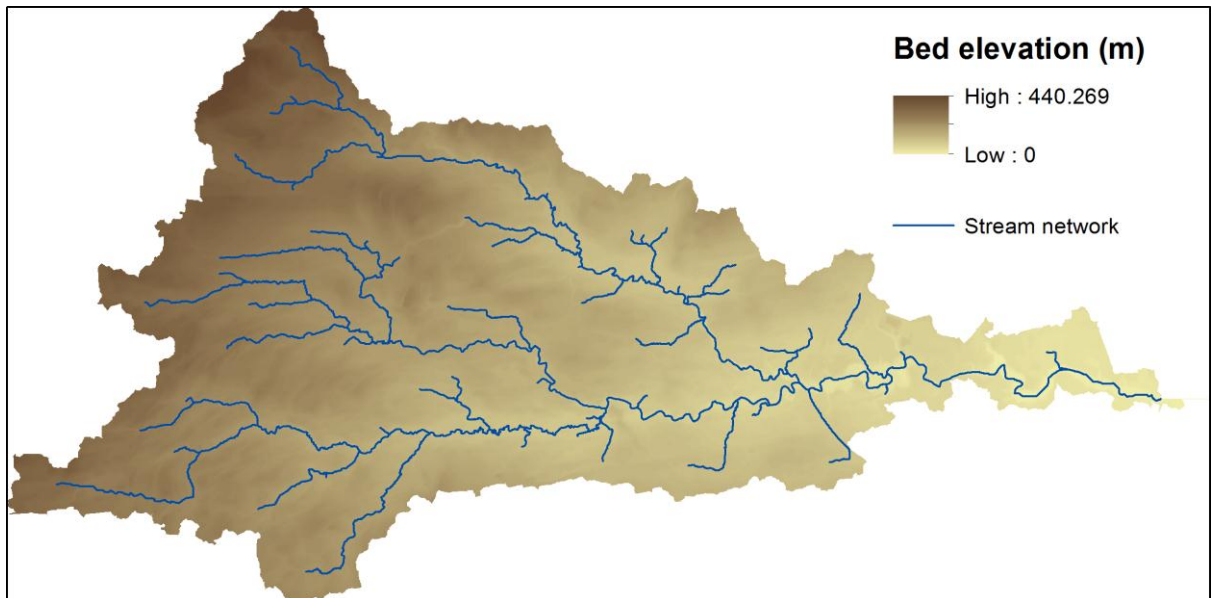 Bed elevation (m)
High : 440.269
Low : 0
Stream network